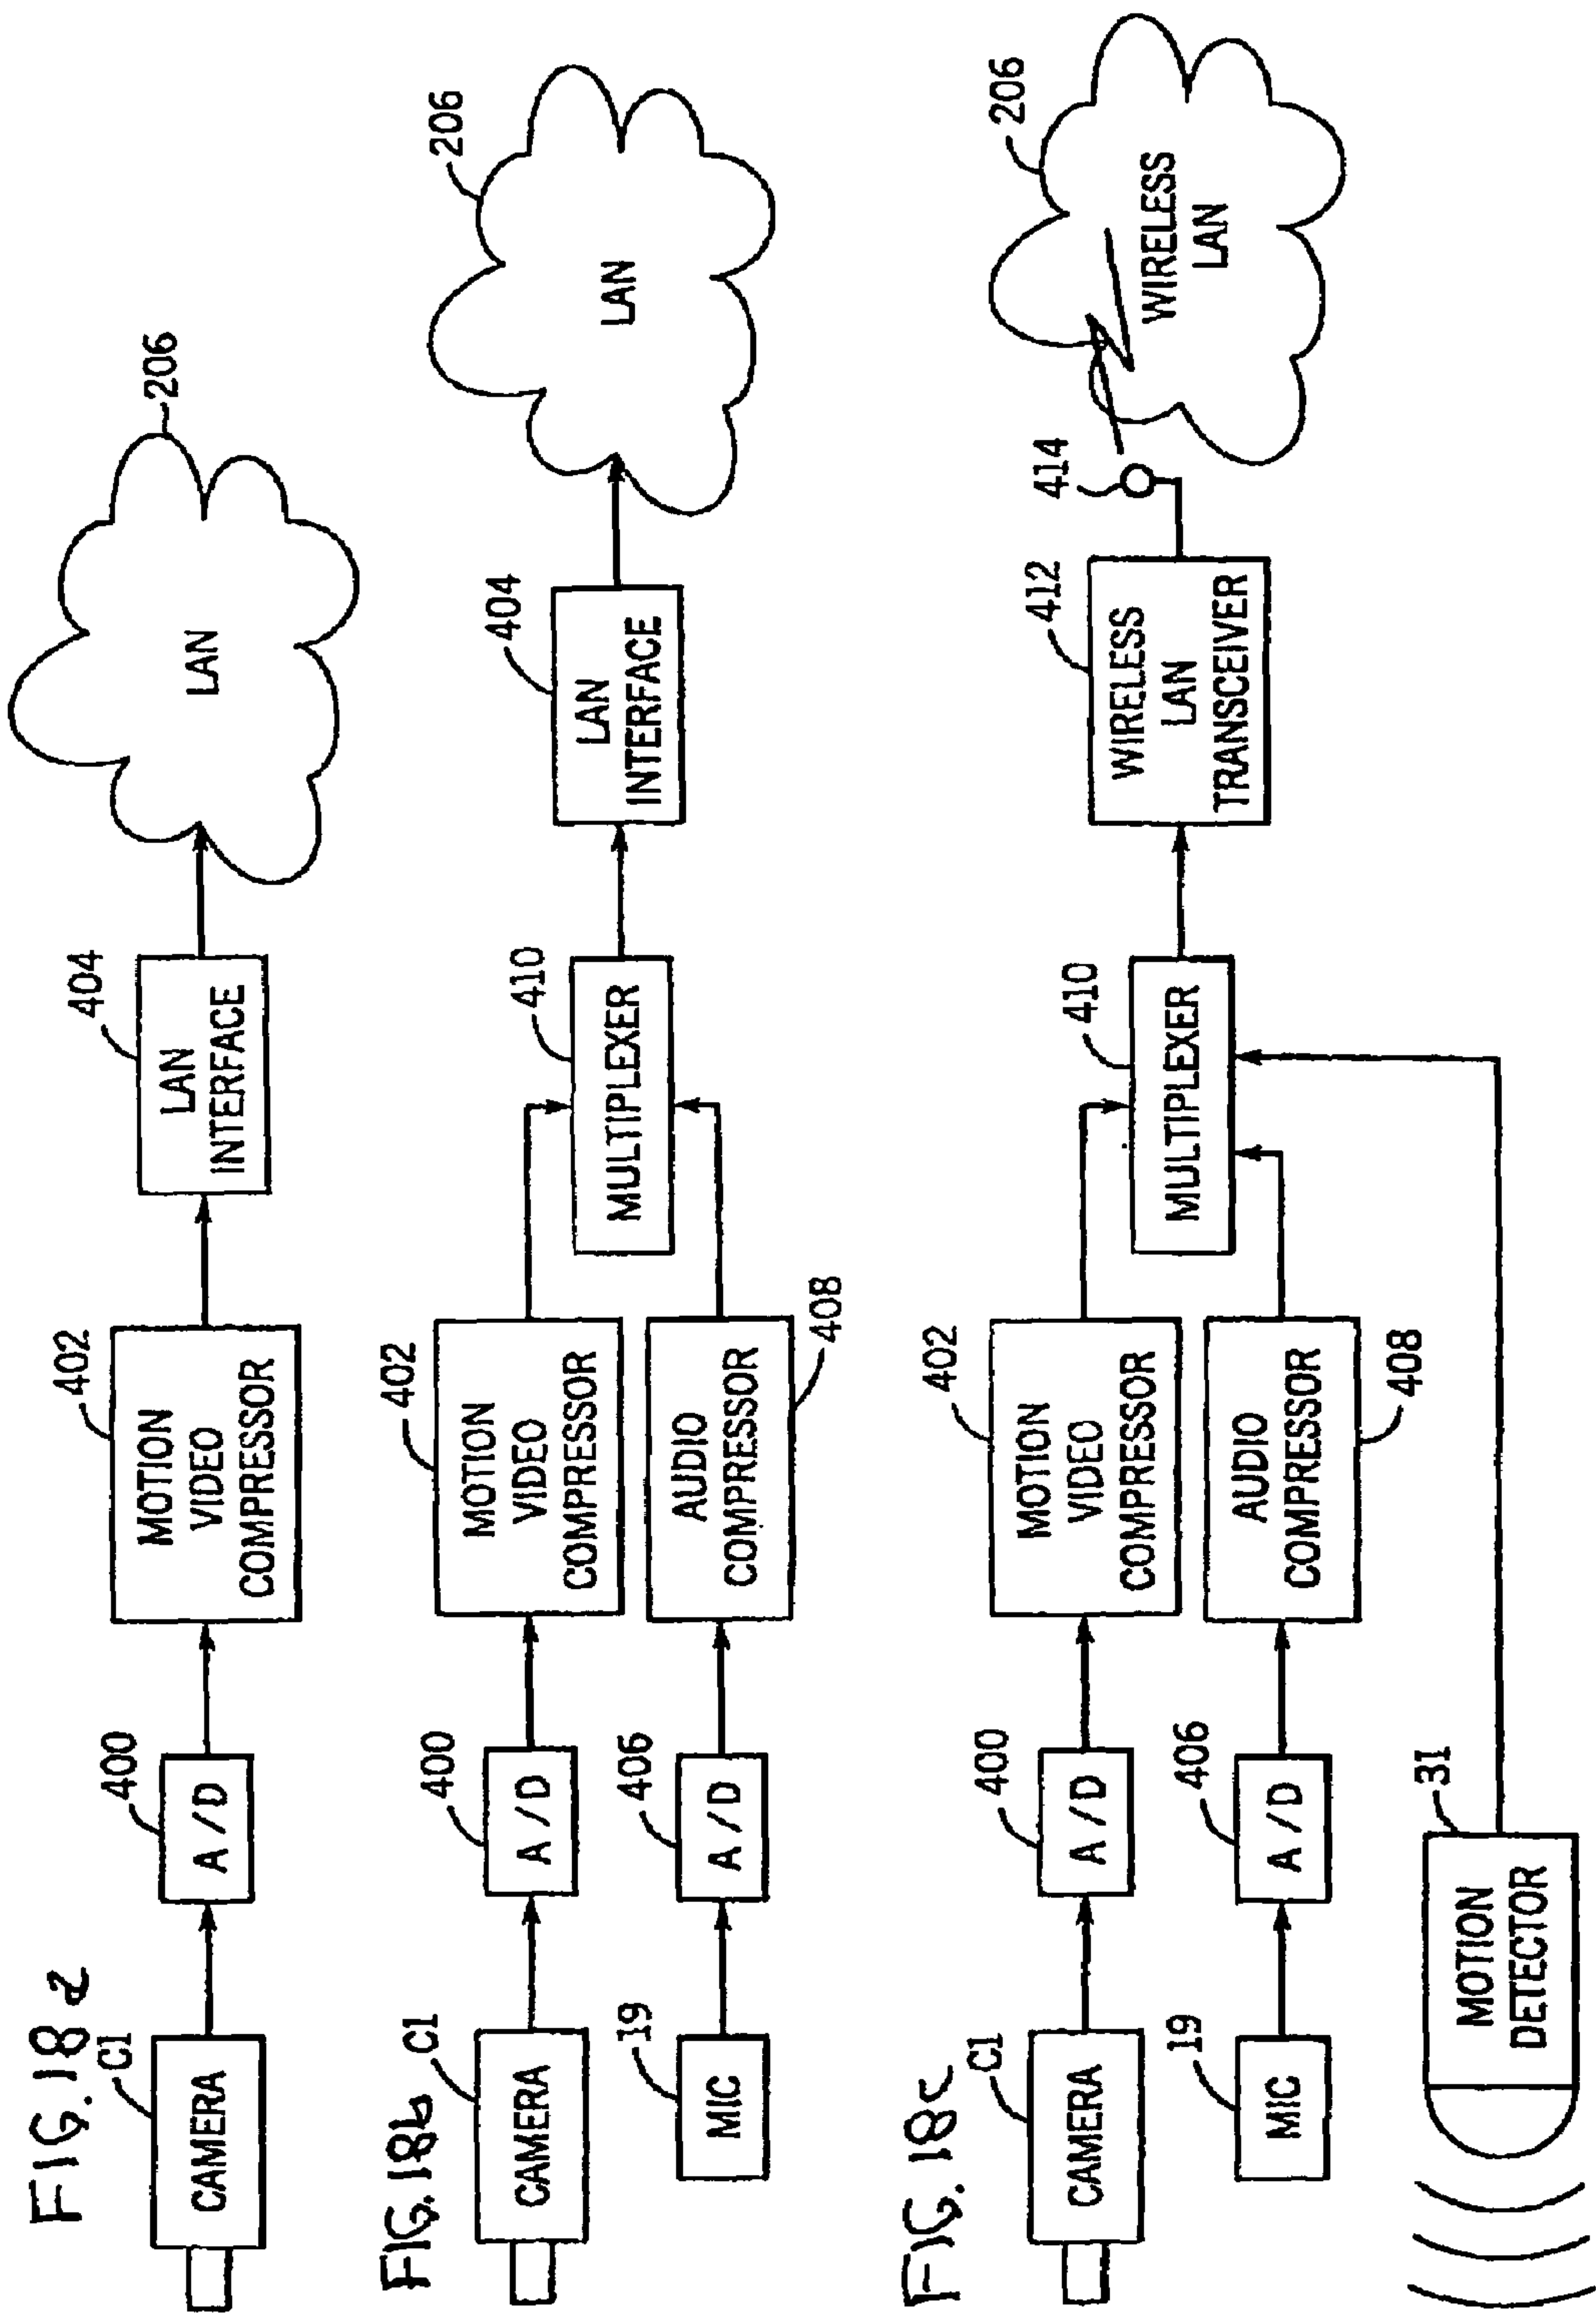 FIG. 18a
C1
CAMERA
400
A/D
402
MOTION
VIDEO
COMPRESSOR
404
LAN
INTERFACE
206
LAN
FIG. 18b
C1
CAMERA
400
A/D
402
MOTION
VIDEO
COMPRESSOR
19
MIC
406
A/D
AUDIO
COMPRESSOR
408
410
MULTIPLEXER
404
LAN
INTERFACE
206
LAN
FIG. 18c
C1
CAMERA
400
A/D
402
MOTION
VIDEO
COMPRESSOR
19
MIC
406
A/D
AUDIO
COMPRESSOR
408
31
MOTION
DETECTOR
410
MULTIPLEXER
412
WIRELESS
LAN
TRANSCEIVER
414
206
WIRELESS
LAN